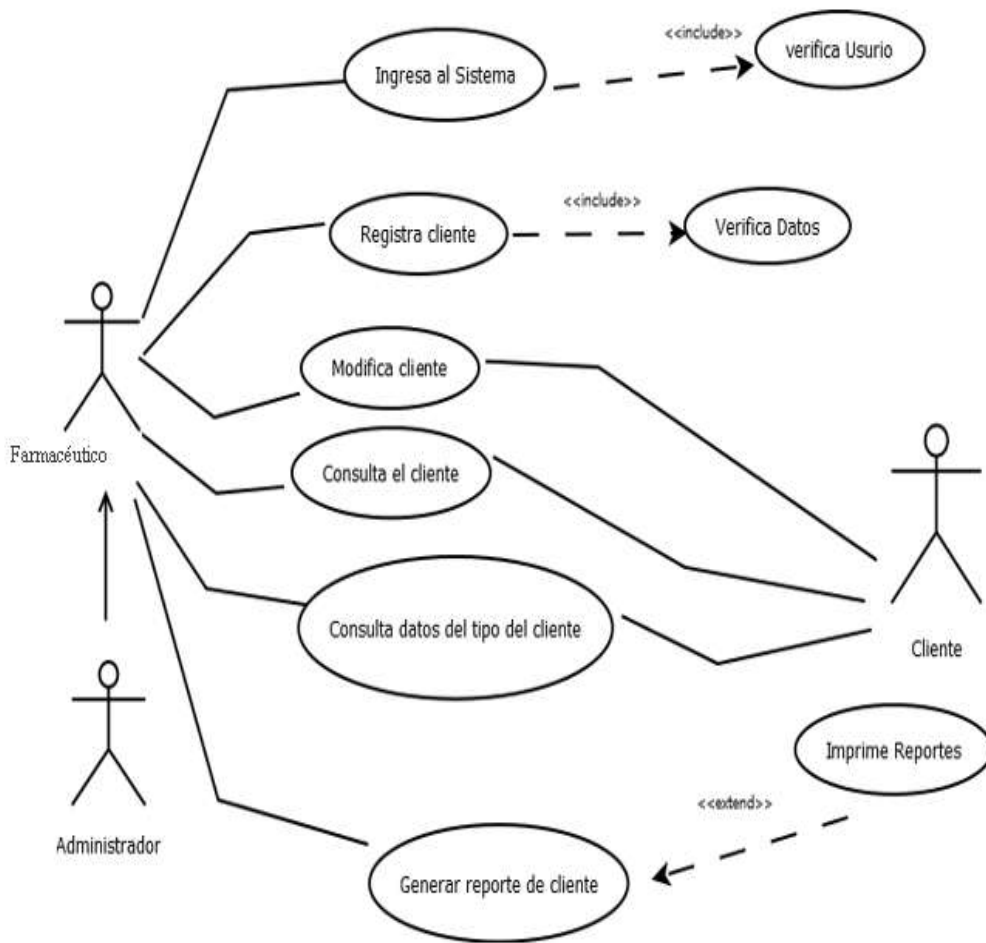 <<include>>
verifica Usurio
Ingresa al Sistema
<<include>>
Registra cliente
Verifica Datos
Modifica cliente
Farmacéutico
Consulta el cliente
Consulta datos del tipo del cliente
Cliente
Imprime Reportes
<<extend>>
Administrador
Generar reporte de cliente